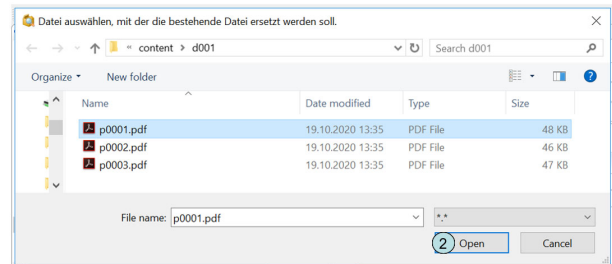 Datei auswählen, mit der die bestehende Datei ersetzt werden soll.
« content › d001
Search d001
Organize
New folder
Name Date modified Type Size
p0001.pdf 19.10.2020 13:35 PDF File 48 KB
p0002.pdf 19.10.2020 13:35 PDF File 46 KB
p0003.pdf 19.10.2020 13:35 PDF File 47 KB
File name: p0001.pdf *.*
2 Open Cancel